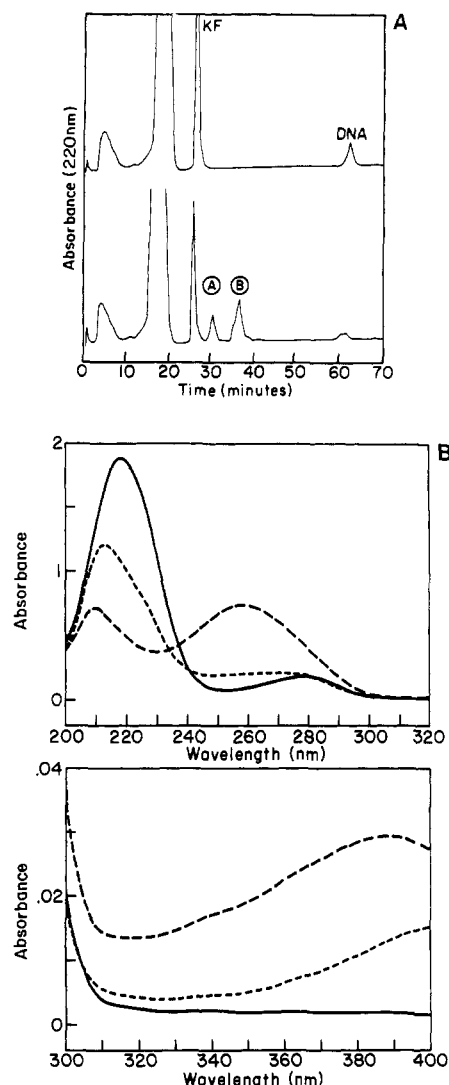 A
KF
DNA
Absorbance (220nm)
A
B
0 10 20 30 40 50 60 70
Time (minutes)
B
2
1
0
Absorbance
200 220 240 260 280 300 320
Wavelength (nm)
.04
.02
0
Absorbance
300 320 340 360 380 400
Wavelength (nm)